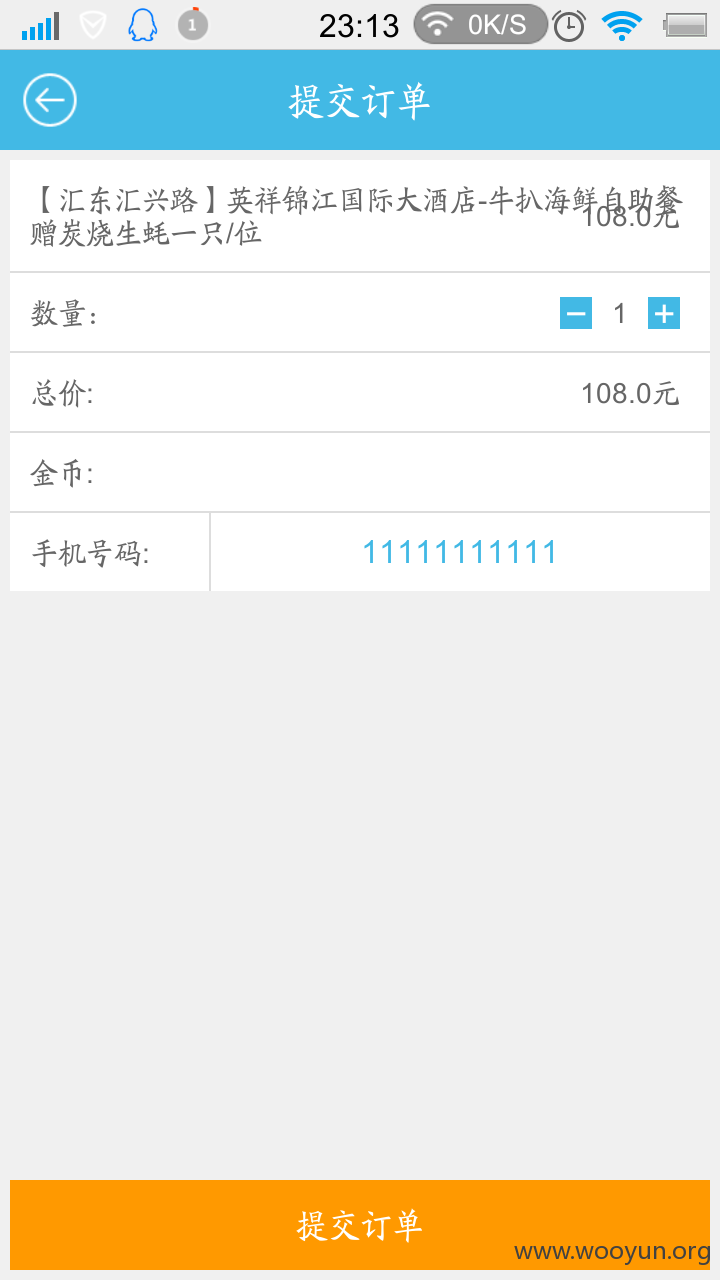 1
23:13
0K/S
提交订单
【汇东汇兴路】英祥锦江国际大酒店-牛扒海鲜自助餐
108.0元
赠炭烧生蚝一只/位
数量：
1
总价:
108.0元
金币:
手机号码:
11111111111
提交订单
www.wooyun.org